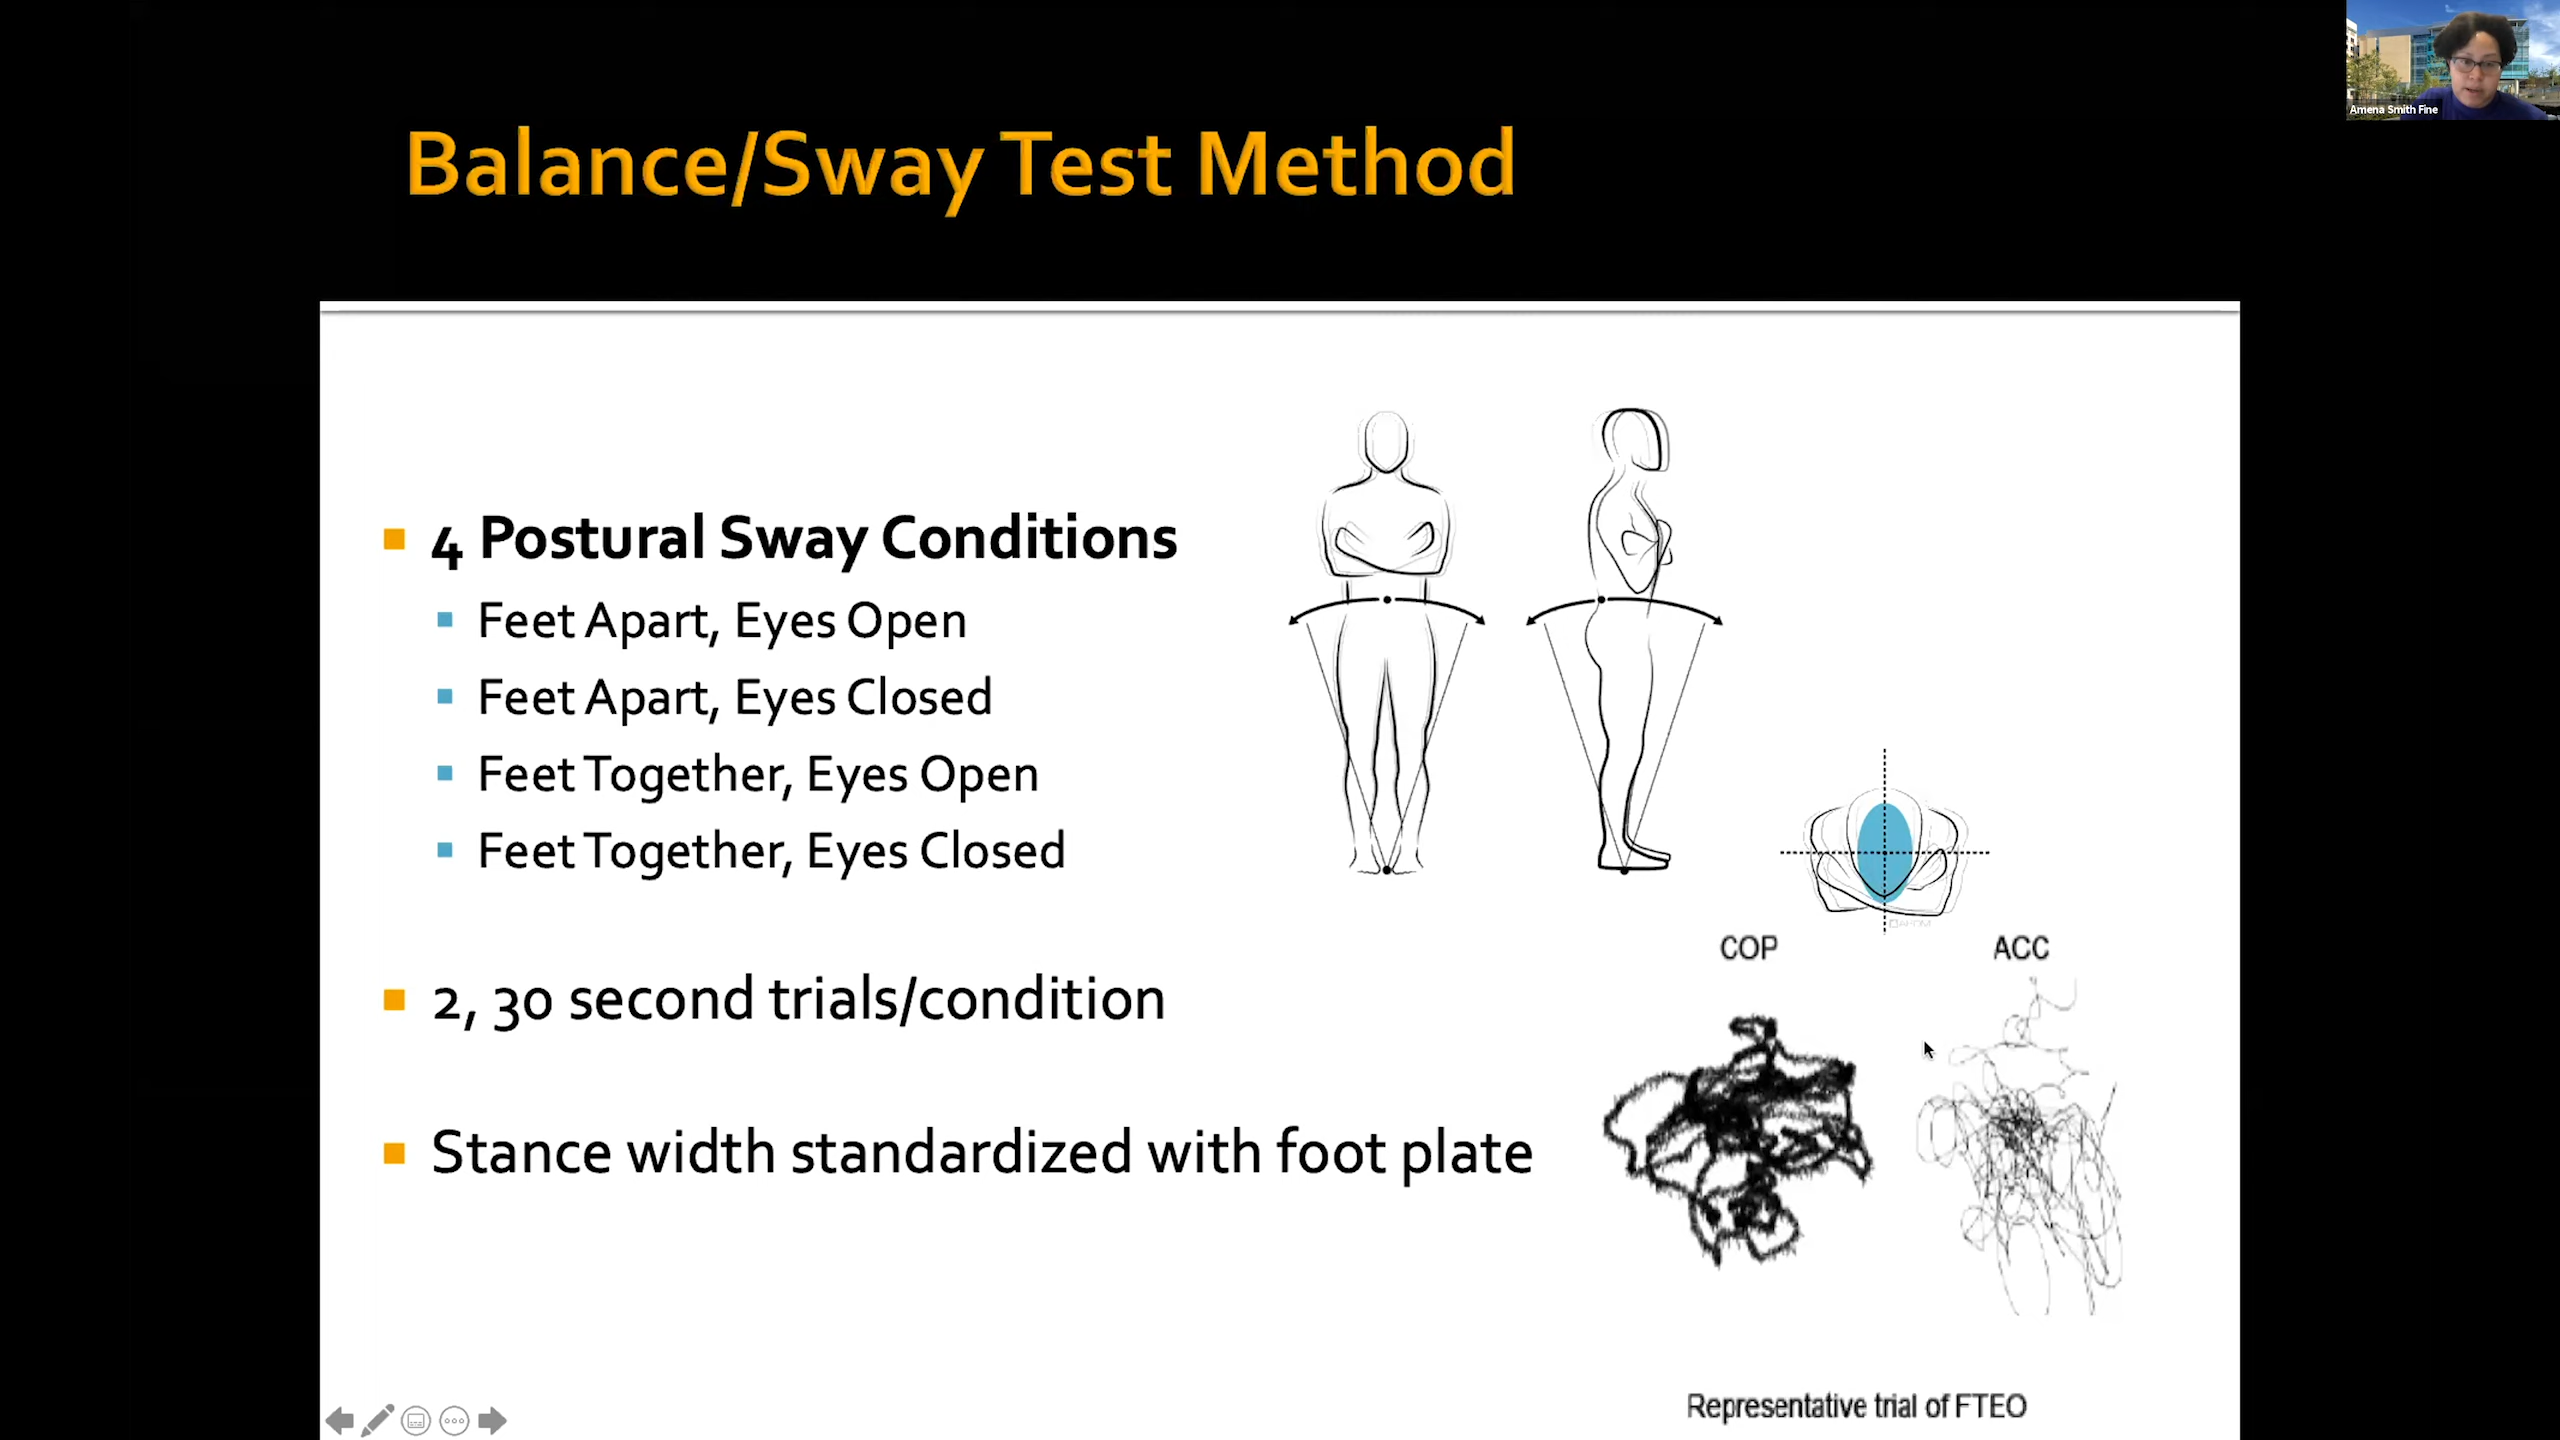 Amena Smith Fine
Balance/Sway Test Method
4 Postural Sway Conditions
Feet Apart, Eyes Open
Feet Apart, Eyes Closed
Feet Together, Eyes Open
Feet Together, Eyes Closed
2, 30 second trials/condition
Stance width standardized with foot plate
COP
ACC
Representative trial of FTEO